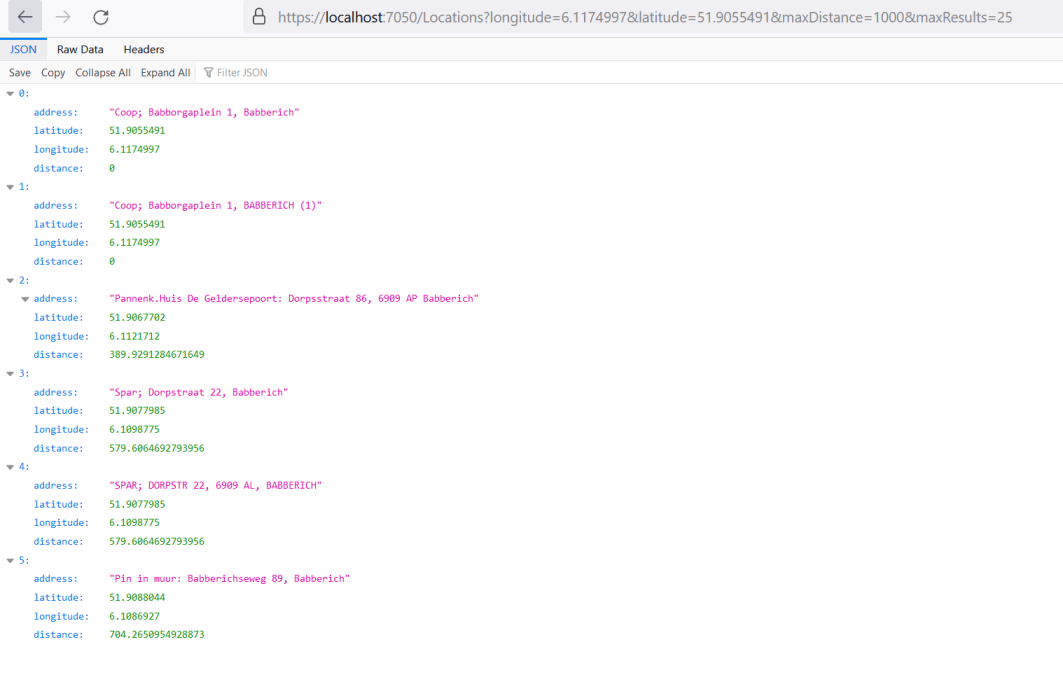 https://localhost:7050/Locations?longitude=6.1174997&latitude=51.9055491&maxDistance=1000&maxResults=25
JSON Raw Data Headers
Save Copy Collapse All Expand All Filter JSON
0:
address: "Coop; Babborgaplein 1, Babberich"
latitude: 51.9055491
longitude: 6.1174997
distance: 0
1:
address: "Coop; Babborgaplein 1, BABBERICH (1)"
latitude: 51.9055491
longitude: 6.1174997
distance: 0
2:
address: "Pannenk.Huis De Geldersepoort: Dorpsstraat 86, 6909 AP Babberich"
latitude: 51.9067702
longitude: 6.1121712
distance: 389.9291284671649
3:
address: "Spar; Dorpstraat 22, Babberich"
latitude: 51.9077985
longitude: 6.1098775
distance: 579.6064692793956
4:
address: "SPAR; DORPSTR 22, 6909 AL, BABBERICH"
latitude: 51.9077985
longitude: 6.1098775
distance: 579.6064692793956
5:
address: "Pin in muur: Babberichseweg 89, Babberich"
latitude: 51.9088044
longitude: 6.1086927
distance: 704.2650954928873